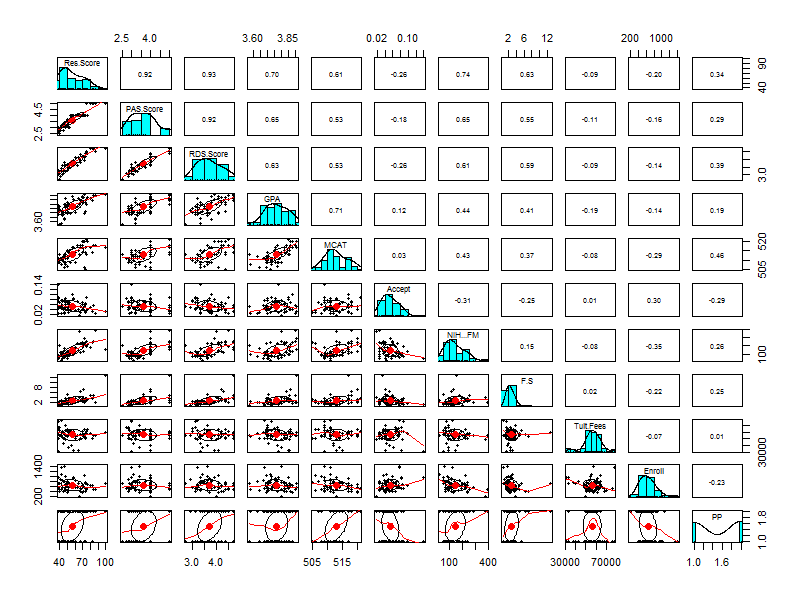 2.5 4.0 3.60 3.85 0.02 0.10 2 6 12 200 1000
Res.Score 0.92 0.93 0.70 0.61 -0.26 0.74 0.63 -0.09 -0.20 0.34 40 90
4.5 2.5 PAS.Score 0.92 0.65 0.53 -0.18 0.65 0.55 -0.11 -0.16 0.29
RDS.Score 0.63 0.53 -0.26 0.61 0.59 -0.09 -0.14 0.39 3.0
3.60 GPA 0.71 0.12 0.44 0.41 -0.19 -0.14 0.19
MCAT 0.03 0.43 0.37 -0.08 -0.29 0.46 505 520
0.14 0.02 Accept -0.31 -0.25 0.01 0.30 -0.29
NIH...FM 0.15 -0.08 -0.35 0.26 100
2 8 F.S 0.02 -0.22 0.25
Tuit.Fees -0.07 0.01 30000
200 1400 Enroll -0.23
PP 1.0 1.8
40 70 100 3.0 4.0 505 515 100 400 30000 70000 1.0 1.6